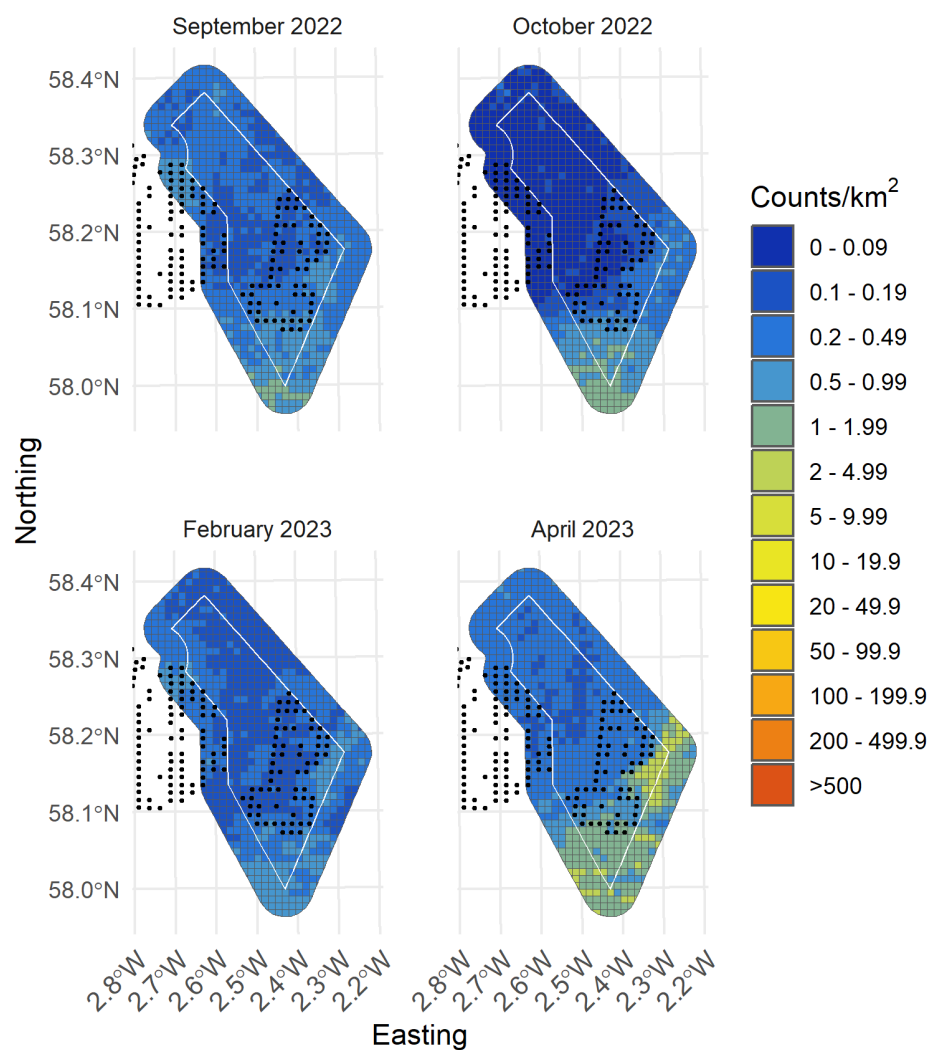 September 2022
October 2022
58.4°N
58.3°N
58.2°N
58.1°N
58.0°N
Northing
February 2023
April 2023
58.4°N
58.3°N
58.2°N
58.1°N
58.0°N
2.8°W
2.7°W
2.6°W
2.5°W
2.4°W
2.3°W
2.2°W
2.8°W
2.7°W
2.6°W
2.5°W
2.4°W
2.3°W
2.2°W
Easting
Counts/km²
0 - 0.09
0.1 - 0.19
0.2 - 0.49
0.5 - 0.99
1 - 1.99
2 - 4.99
5 - 9.99
10 - 19.9
20 - 49.9
50 - 99.9
100 - 199.9
200 - 499.9
>500